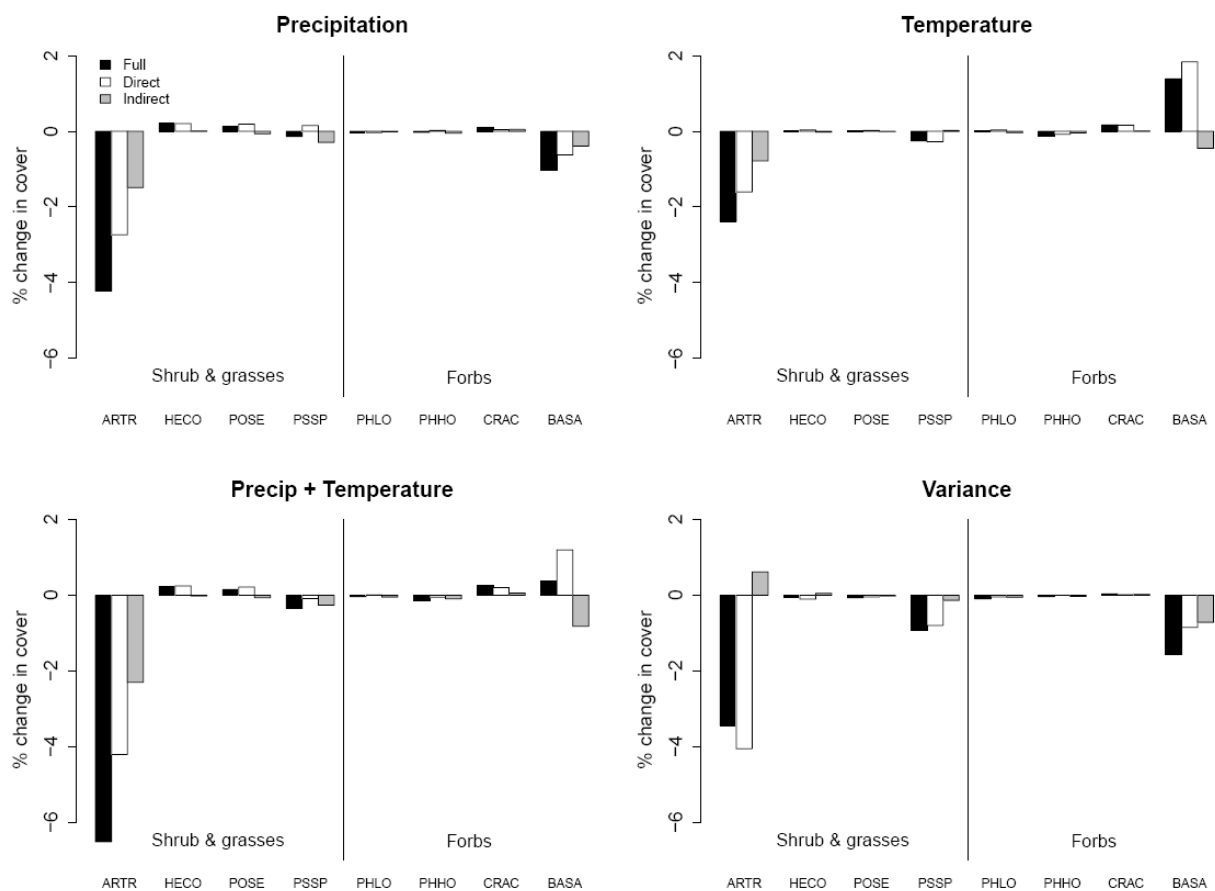 Precipitation
% change in cover
2
0
−2
−4
−6
Full
Direct
Indirect
Shrub & grasses
Forbs
ARTR HECO POSE PSSP PHLO PHHO CRAC BASA
Temperature
% change in cover
2
0
−2
−4
−6
Shrub & grasses
Forbs
ARTR HECO POSE PSSP PHLO PHHO CRAC BASA
Precip + Temperature
% change in cover
2
0
−2
−4
−6
Shrub & grasses
Forbs
ARTR HECO POSE PSSP PHLO PHHO CRAC BASA
Variance
% change in cover
2
0
−2
−4
−6
Shrub & grasses
Forbs
ARTR HECO POSE PSSP PHLO PHHO CRAC BASA